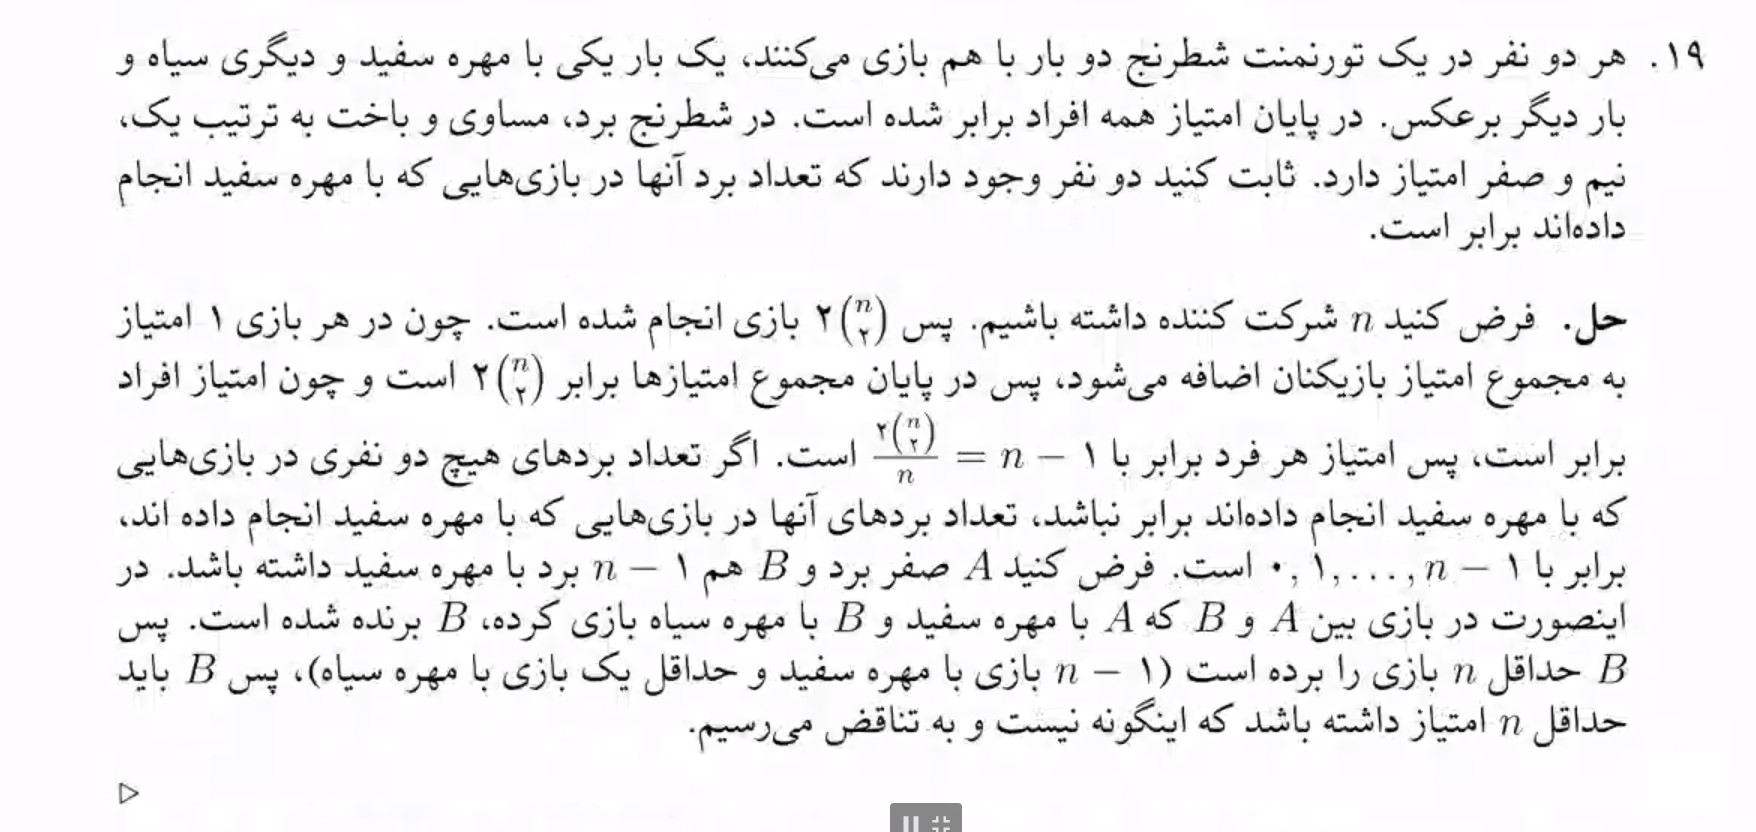 ۱۹. هر دو نفر در یک تورنمنت شطرنج دو بار با هم بازی می‌کنند، یک بار یکی با مهره سفید و دیگری سیاه و
بار دیگر برعکس. در پایان امتیاز همه افراد برابر شده است. در شطرنج برد، مساوی و باخت به ترتیب یک،
نیم و صفر امتیاز دارد. ثابت کنید دو نفر وجود دارند که تعداد برد آنها در بازی‌هایی که با مهره سفید انجام
داده‌اند برابر است.
حل. فرض کنید n شرکت کننده داشته باشیم. پس ۲(n ۲) بازی انجام شده است. چون در هر بازی ۱ امتیاز
به مجموع امتیاز بازیکنان اضافه می‌شود، پس در پایان مجموع امتیازها برابر ۲(n ۲) است و چون امتیاز افراد
برابر است، پس امتیاز هر فرد برابر با ۲(n ۲)/n = n − ۱ است. اگر تعداد بردهای هیچ دو نفری در بازی‌هایی
که با مهره سفید انجام داده‌اند برابر نباشد، تعداد بردهای آنها در بازی‌هایی که با مهره سفید انجام داده اند،
برابر با ۰, ۱, ..., n − ۱ است. فرض کنید A صفر برد و B هم n − ۱ برد با مهره سفید داشته باشد. در
اینصورت در بازی بین A و B که A با مهره سفید و B با مهره سیاه بازی کرده، B برنده شده است. پس
B حداقل n بازی را برده است (n − ۱ بازی با مهره سفید و حداقل یک بازی با مهره سیاه)، پس B باید
حداقل n امتیاز داشته باشد که اینگونه نیست و به تناقض می‌رسیم.